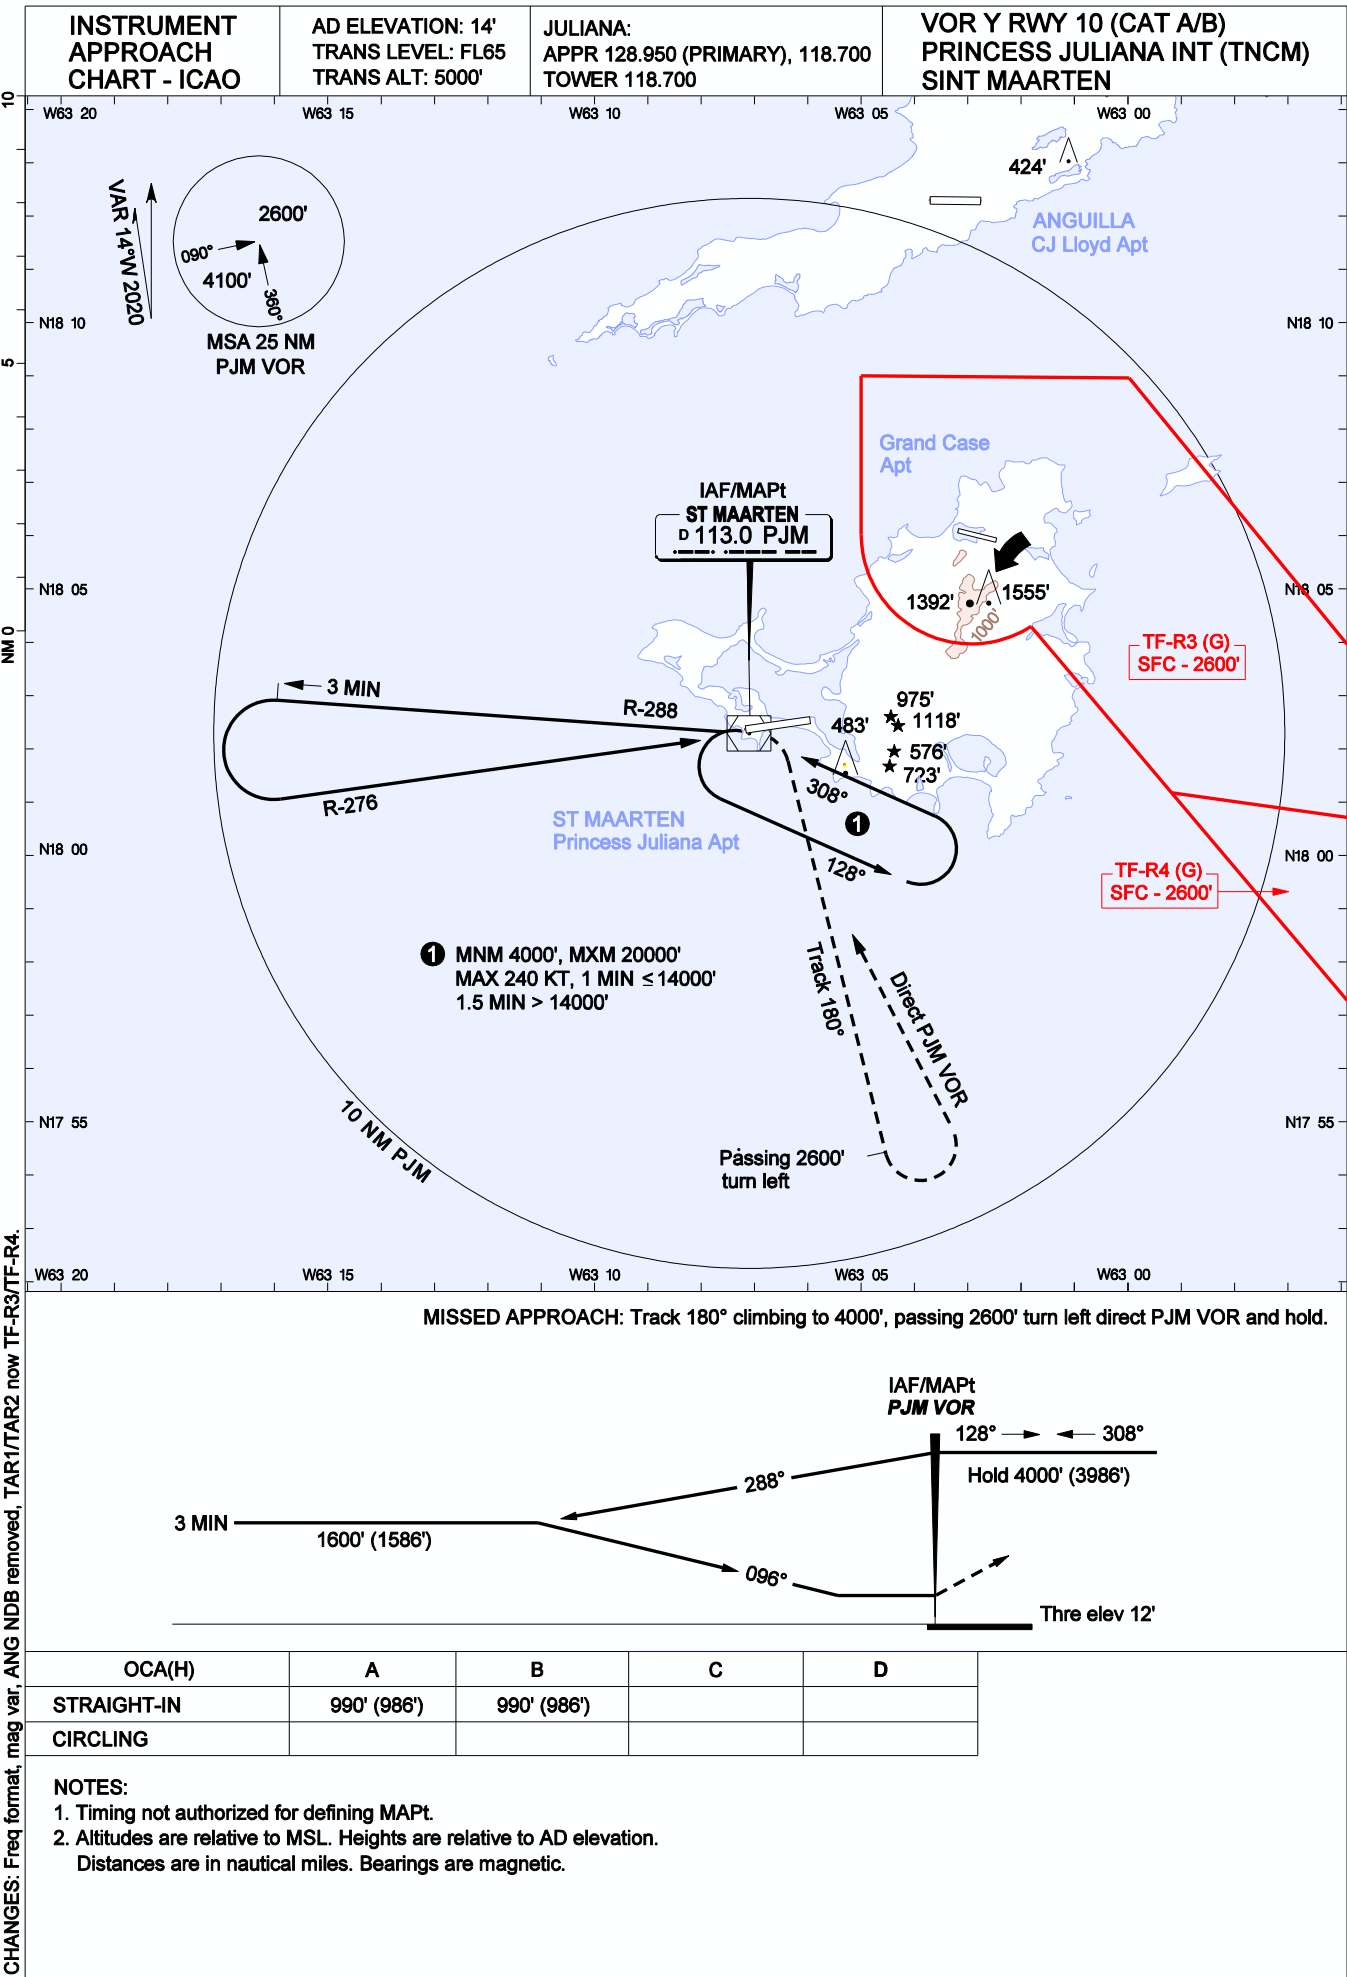 INSTRUMENT
APPROACH
CHART - ICAO
AD ELEVATION: 14'
TRANS LEVEL: FL65
TRANS ALT: 5000'
JULIANA:
APPR 128.950 (PRIMARY), 118.700
TOWER 118.700
VOR Y RWY 10 (CAT A/B)
PRINCESS JULIANA INT (TNCM)
SINT MAARTEN
10
W63 20
W63 15
W63 10
W63 05
W63 00
424'
VAR 14°W 2020
2600'
090°
4100'
360°
MSA 25 NM
PJM VOR
ANGUILLA
CJ Lloyd Apt
N18 10
N18 10
5
Grand Case
Apt
IAF/MAPt
ST MAARTEN
D 113.0 PJM
N18 05
1392'
1555'
1000'
N18 05
NM 0
TF-R3 (G)
SFC - 2600'
3 MIN
R-288
975'
483'
1118'
576'
723'
308°
R-276
1
ST MAARTEN
Princess Juliana Apt
N18 00
N18 00
128°
TF-R4 (G)
SFC - 2600'
1 MNM 4000', MXM 20000'
MAX 240 KT, 1 MIN ≤ 14000'
1.5 MIN > 14000'
Track 180°
Direct PJM VOR
10 NM PJM
N17 55
N17 55
Passing 2600'
turn left
W63 20
W63 15
W63 10
W63 05
W63 00
MISSED APPROACH: Track 180° climbing to 4000', passing 2600' turn left direct PJM VOR and hold.
IAF/MAPt
PJM VOR
128°
308°
Hold 4000' (3986')
288°
3 MIN
1600' (1586')
096°
Thre elev 12'
OCA(H) A B C D
STRAIGHT-IN 990' (986') 990' (986')
CIRCLING
NOTES:
1. Timing not authorized for defining MAPt.
2. Altitudes are relative to MSL. Heights are relative to AD elevation.
Distances are in nautical miles. Bearings are magnetic.
CHANGES: Freq format, mag var, ANG NDB removed, TAR1/TAR2 now TF-R3/TF-R4.